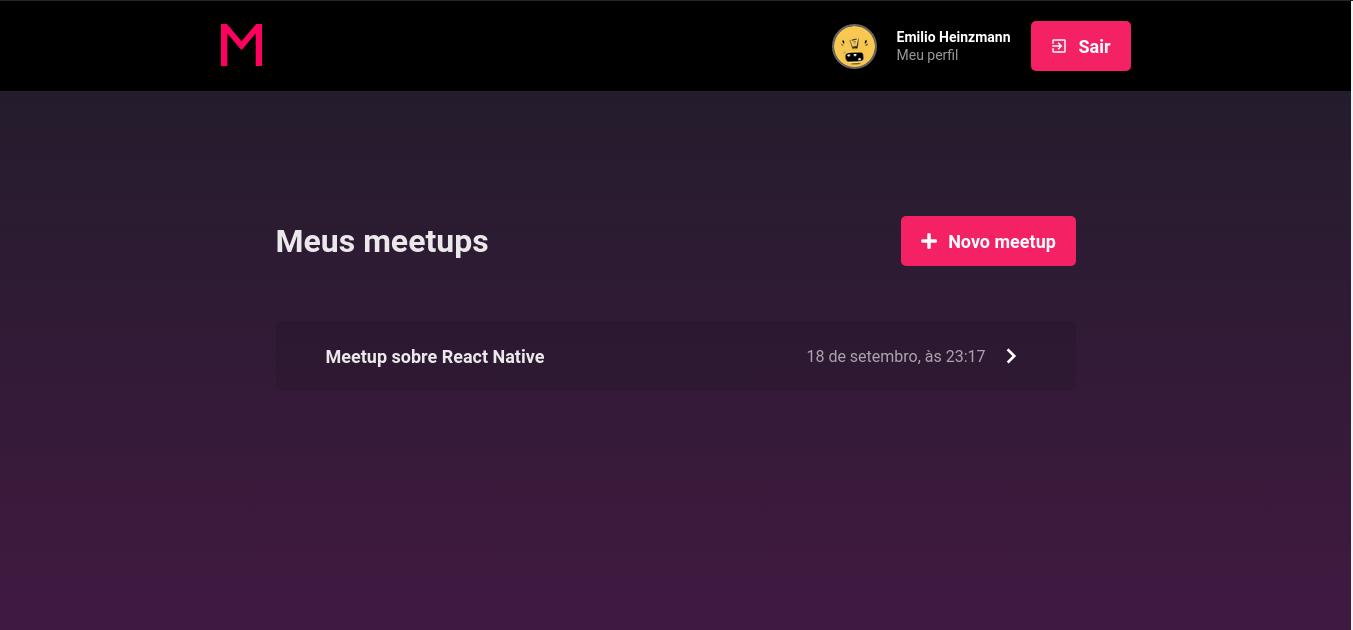 M
Emilio Heinzmann
Meu perfil
Sair
Meus meetups
Novo meetup
Meetup sobre React Native
18 de setembro, às 23:17